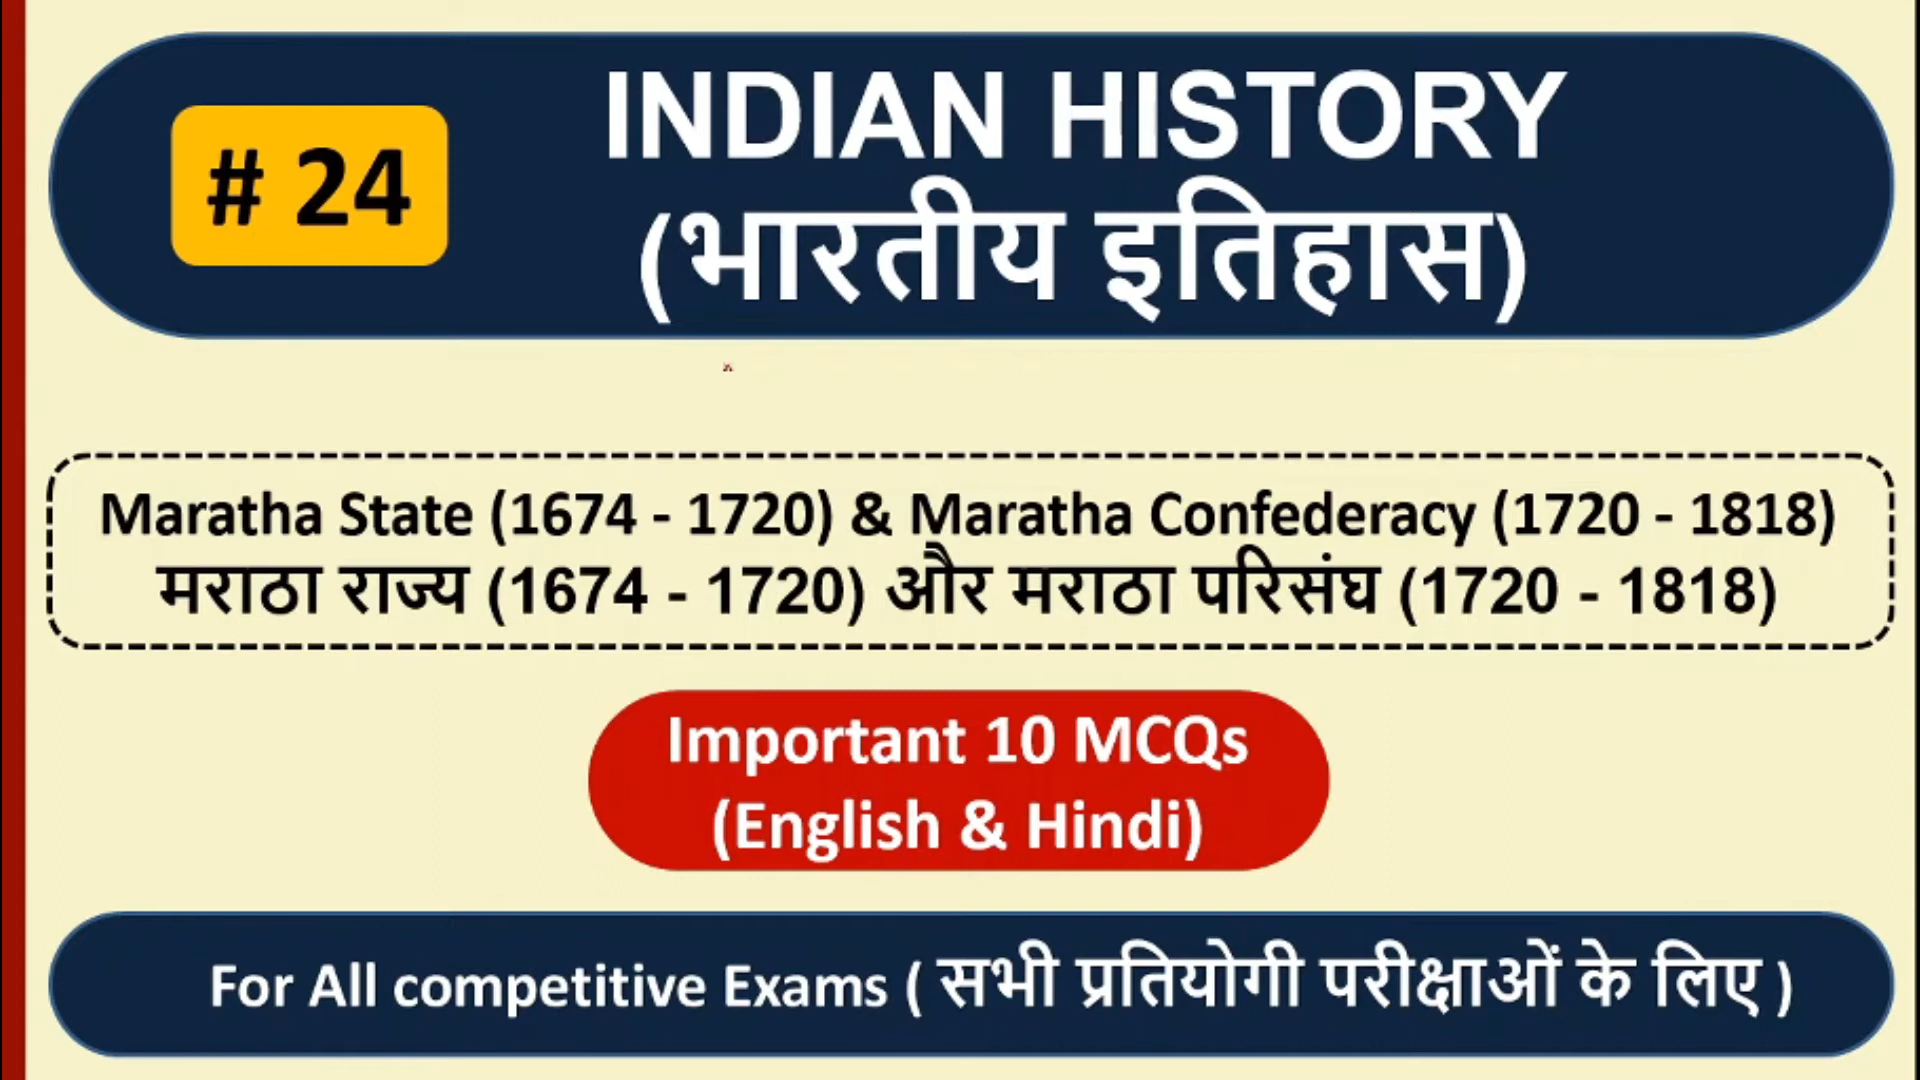 # 24
INDIAN HISTORY
(भारतीय इतिहास)
Maratha State (1674 - 1720) & Maratha Confederacy (1720 - 1818)
मराठा राज्य (1674 - 1720) और मराठा परिसंघ (1720 - 1818)
Important 10 MCQs
(English & Hindi)
For All competitive Exams ( सभी प्रतियोगी परीक्षाओं के लिए )